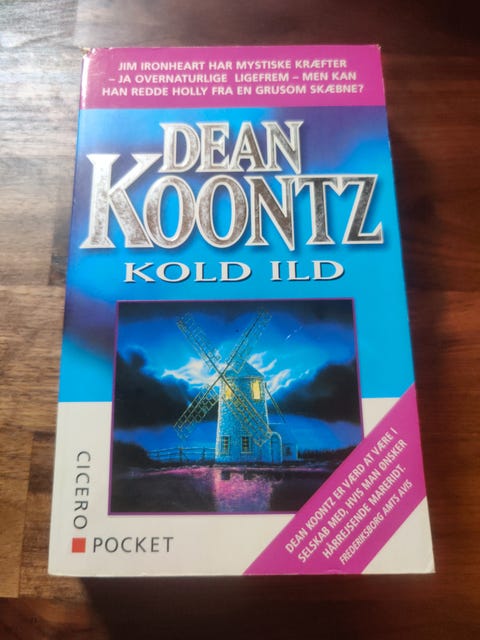 JIM IRONHEART HAR MYSTISKE KRÆFTER
– JA OVERNATURLIGE LIGEFREM – MEN KAN
HAN REDDE HOLLY FRA EN GRUSOM SKÆBNE?
DEAN
KOONTZ
KOLD ILD
DEAN KOONTZ ER VÆRD AT VÆRE I
SELSKAB MED, HVIS MAN ØNSKER
HÅRREJSENDE MARERIDT.
FREDERIKSBORG AMTS AVIS
CICERO
POCKET